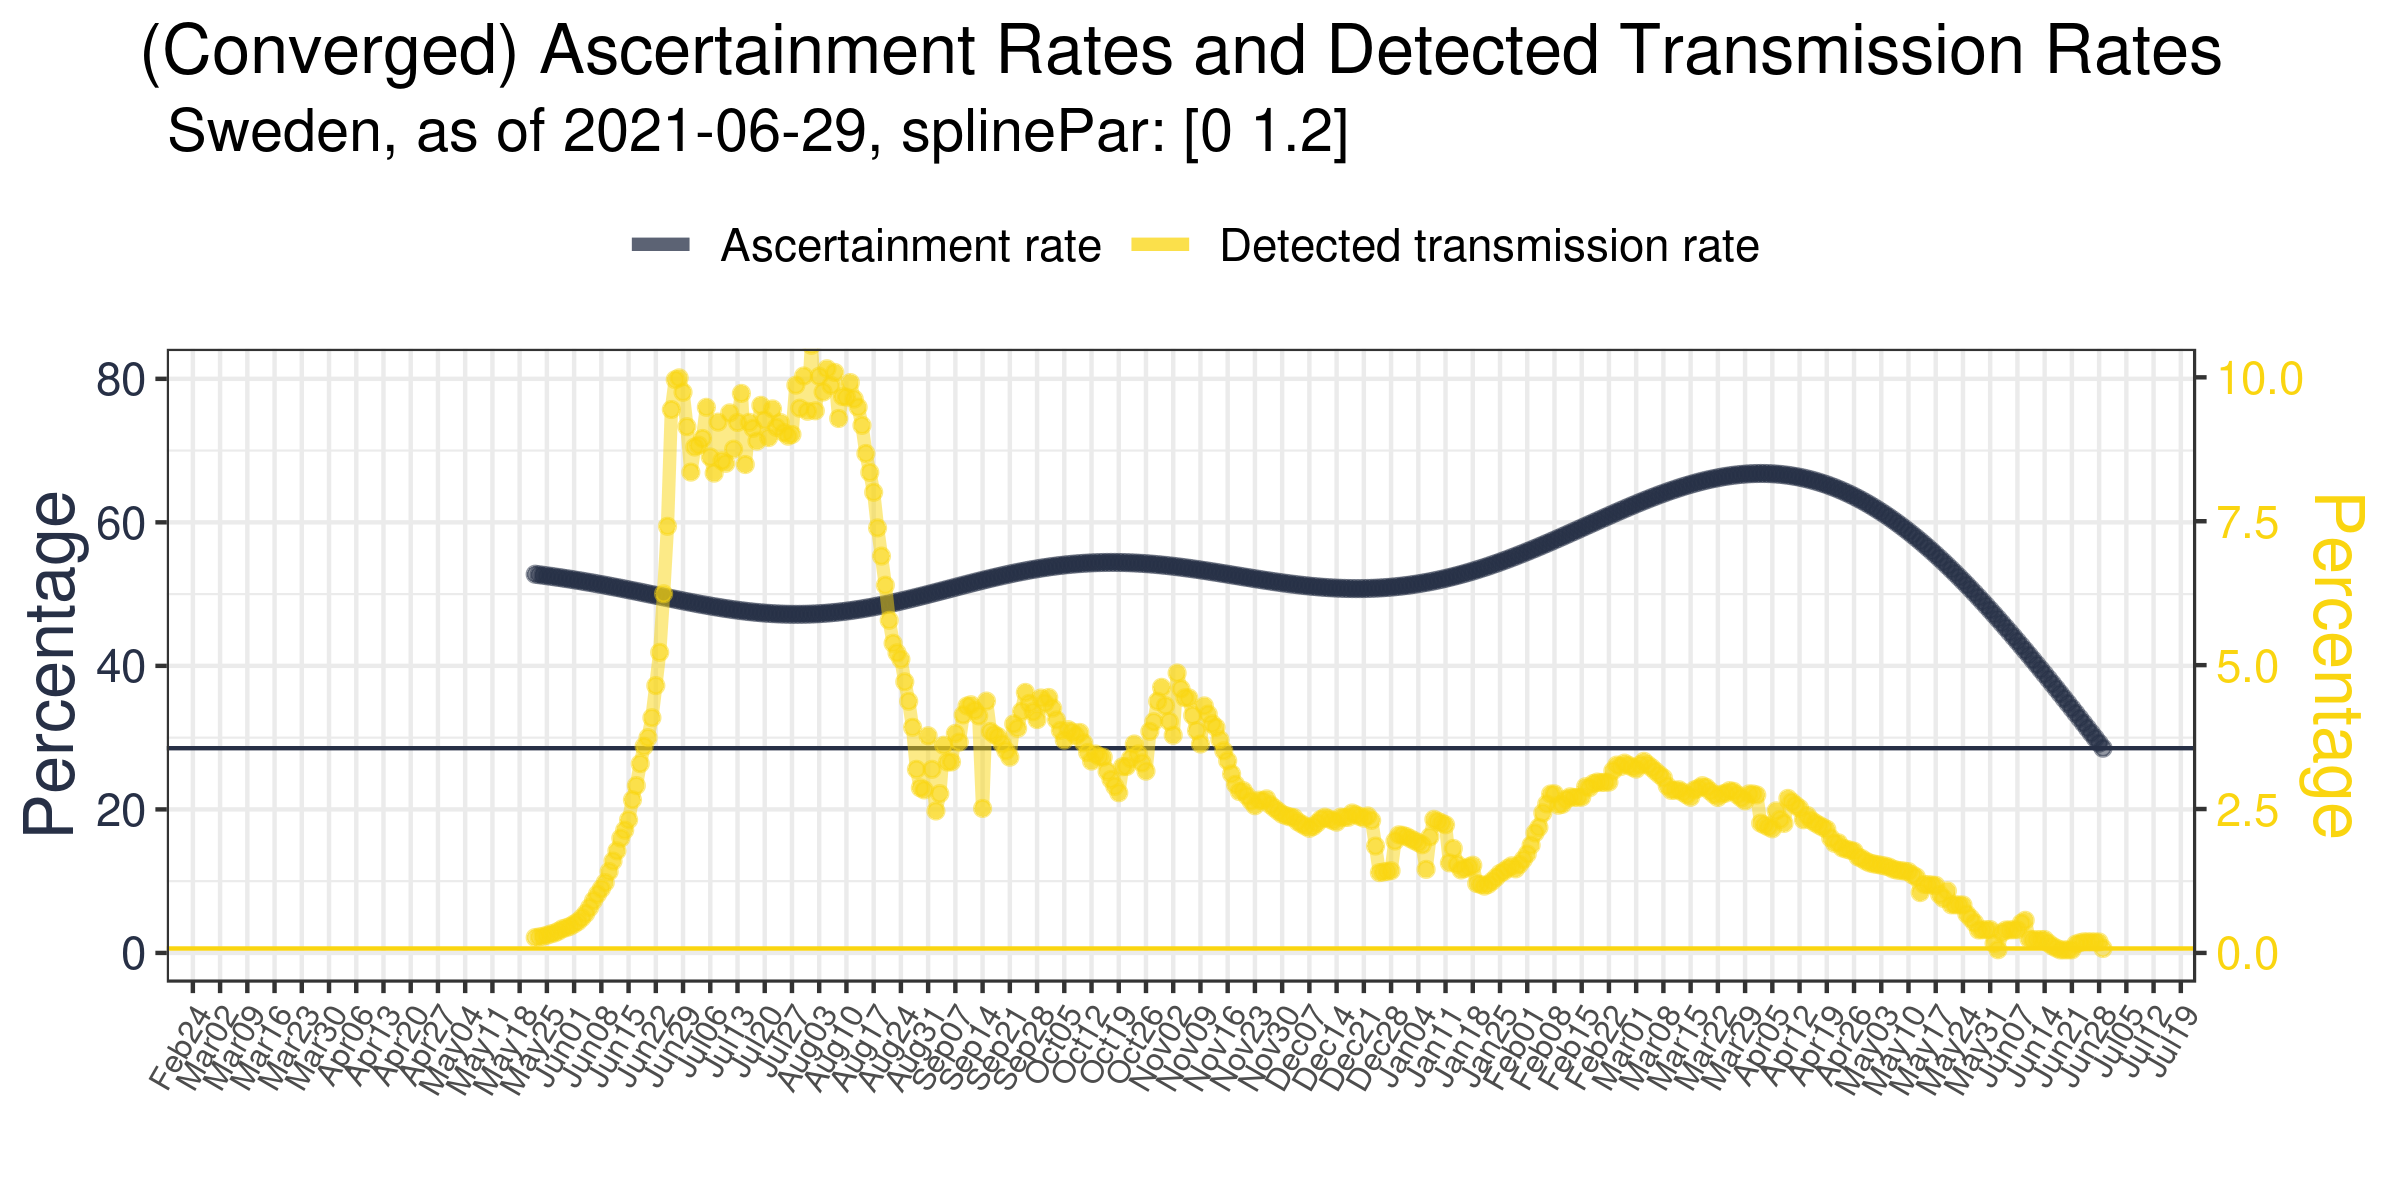 (Converged) Ascertainment Rates and Detected Transmission Rates
Sweden, as of 2021-06-29, splinePar: [0 1.2]
Ascertainment rate
Detected transmission rate
Percentage
80
60
40
20
0
10.0
7.5
5.0
2.5
0.0
Percentage
Feb24
Mar02
Mar09
Mar16
Mar23
Mar30
Apr06
Apr13
Apr20
Apr27
May04
May11
May18
May25
Jun01
Jun08
Jun15
Jun22
Jun29
Jul06
Jul13
Jul20
Jul27
Aug03
Aug10
Aug17
Aug24
Aug31
Sep07
Sep14
Sep21
Sep28
Oct05
Oct12
Oct19
Oct26
Nov02
Nov09
Nov16
Nov23
Nov30
Dec07
Dec14
Dec21
Dec28
Jan04
Jan11
Jan18
Jan25
Feb01
Feb08
Feb15
Feb22
Mar01
Mar08
Mar15
Mar22
Mar29
Apr05
Apr12
Apr19
Apr26
May03
May10
May17
May24
May31
Jun07
Jun14
Jun21
Jun28
Jul05
Jul12
Jul19